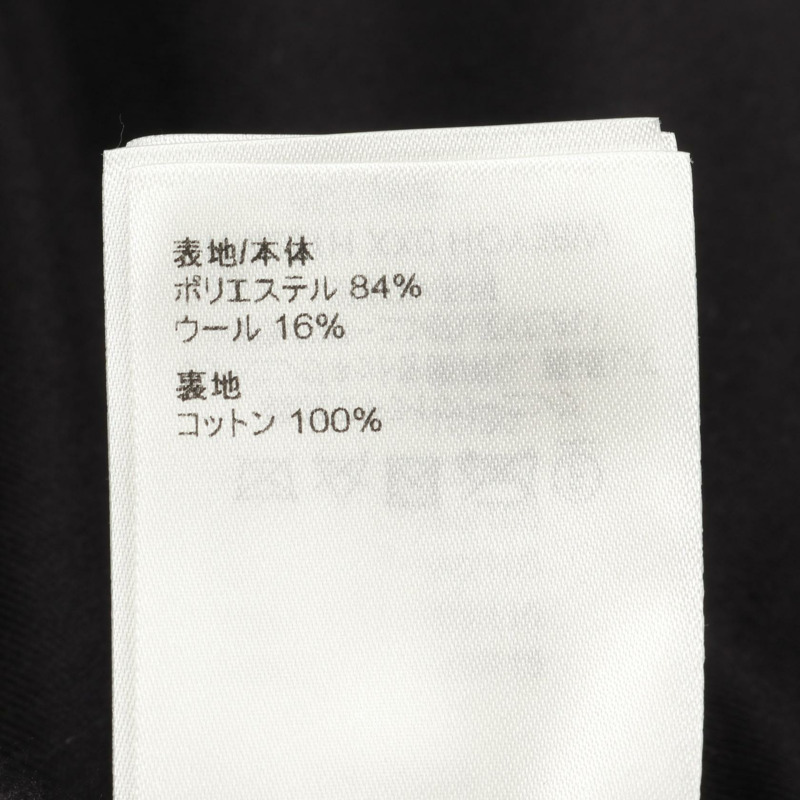 表地/本体
ポリエステル 84%
ウール 16%
裏地
コットン 100%